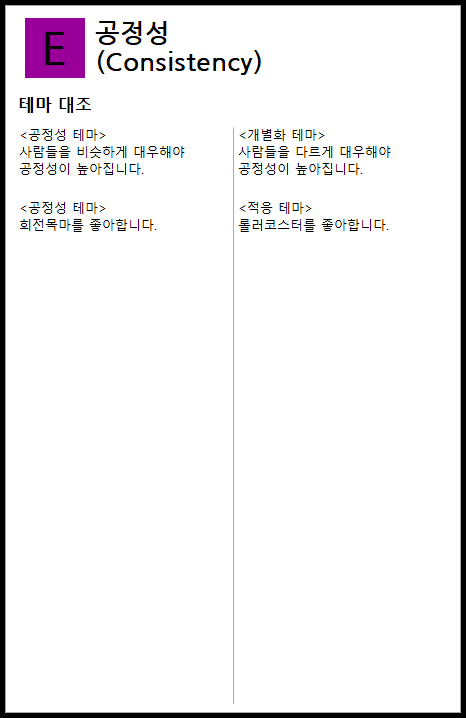 E
공정성
(Consistency)
테마 대조
<공정성 테마>
사람들을 비슷하게 대우해야
공정성이 높아집니다.
<개별화 테마>
사람들을 다르게 대우해야
공정성이 높아집니다.
<공정성 테마>
회전목마를 좋아합니다.
<적응 테마>
롤러코스터를 좋아합니다.